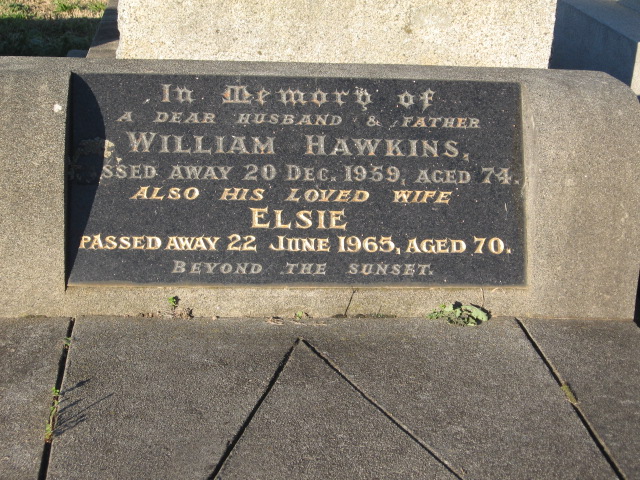 In Memory of
A DEAR HUSBAND & FATHER
WILLIAM HAWKINS,
PASSED AWAY 20 DEC. 1959, AGED 74.
ALSO HIS LOVED WIFE
ELSIE
PASSED AWAY 22 JUNE 1965, AGED 70.
BEYOND THE SUNSET.